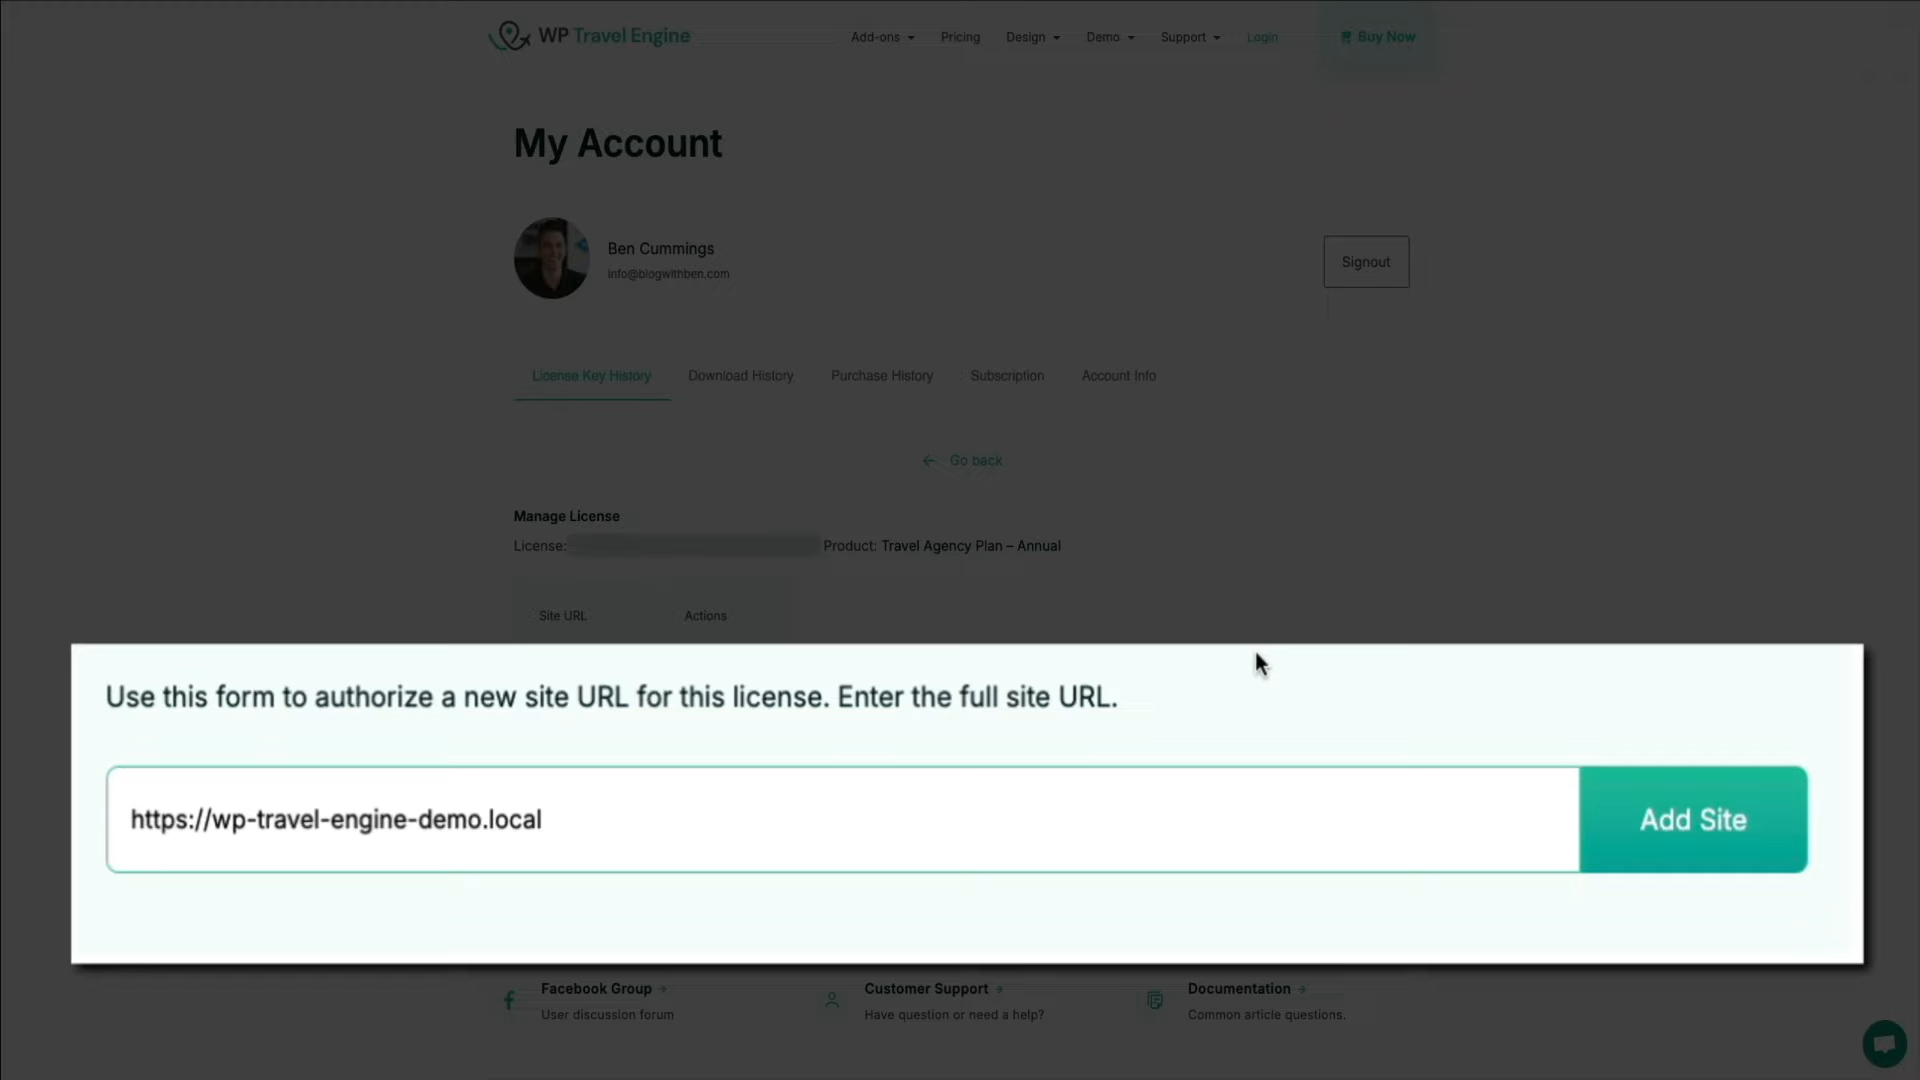 WP Travel Engine
Add-ons Pricing Design Demo Support Login Buy Now
My Account
Ben Cummings
info@blogwithben.com
Signout
License Key History Download History Purchase History Subscription Account Info
Go back
Manage License
License: Product: Travel Agency Plan – Annual
Site URL Actions
Use this form to authorize a new site URL for this license. Enter the full site URL.
https://wp-travel-engine-demo.local
Add Site
Facebook Group Customer Support Documentation
User discussion forum Have question or need a help? Common article questions.